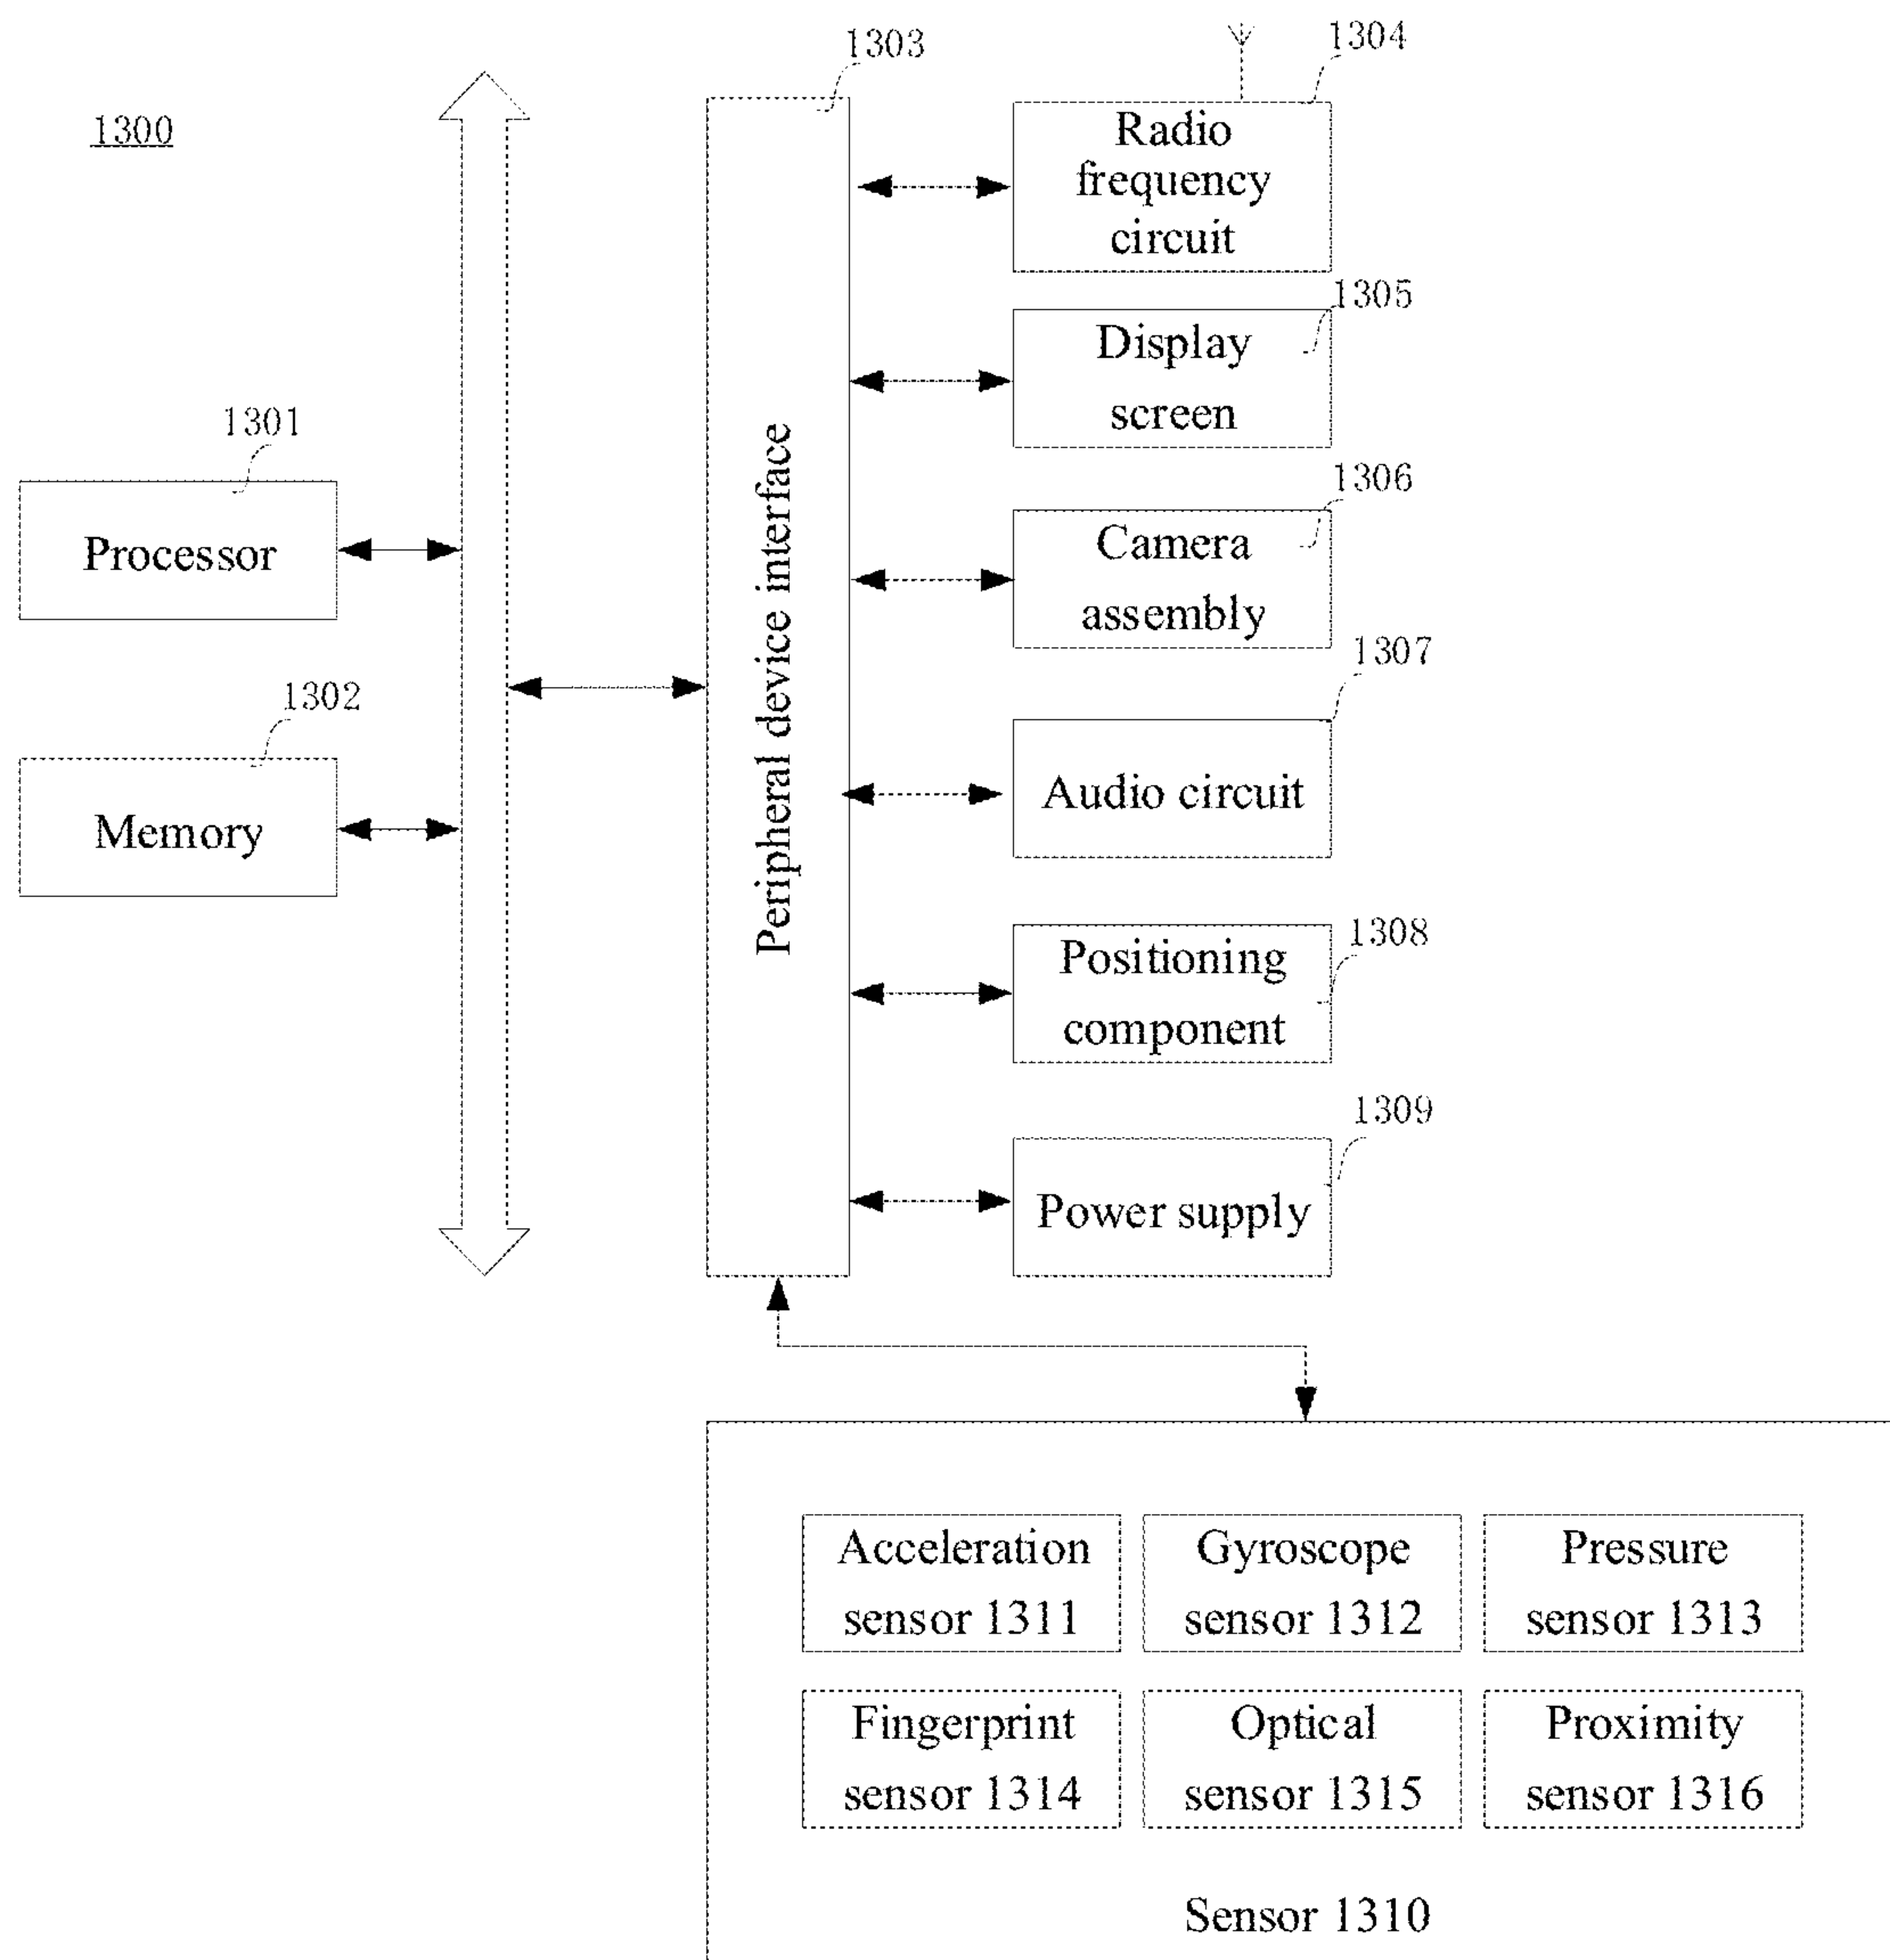 1300
1303
1304
Radio
frequency
circuit
1305
Display
screen
1301
Processor
1306
Camera
assembly
Peripheral device interface
1302
Memory
1307
Audio circuit
1308
Positioning
component
1309
Power supply
Acceleration
sensor 1311
Gyroscope
sensor 1312
Pressure
sensor 1313
Fingerprint
sensor 1314
Optical
sensor 1315
Proximity
sensor 1316
Sensor 1310